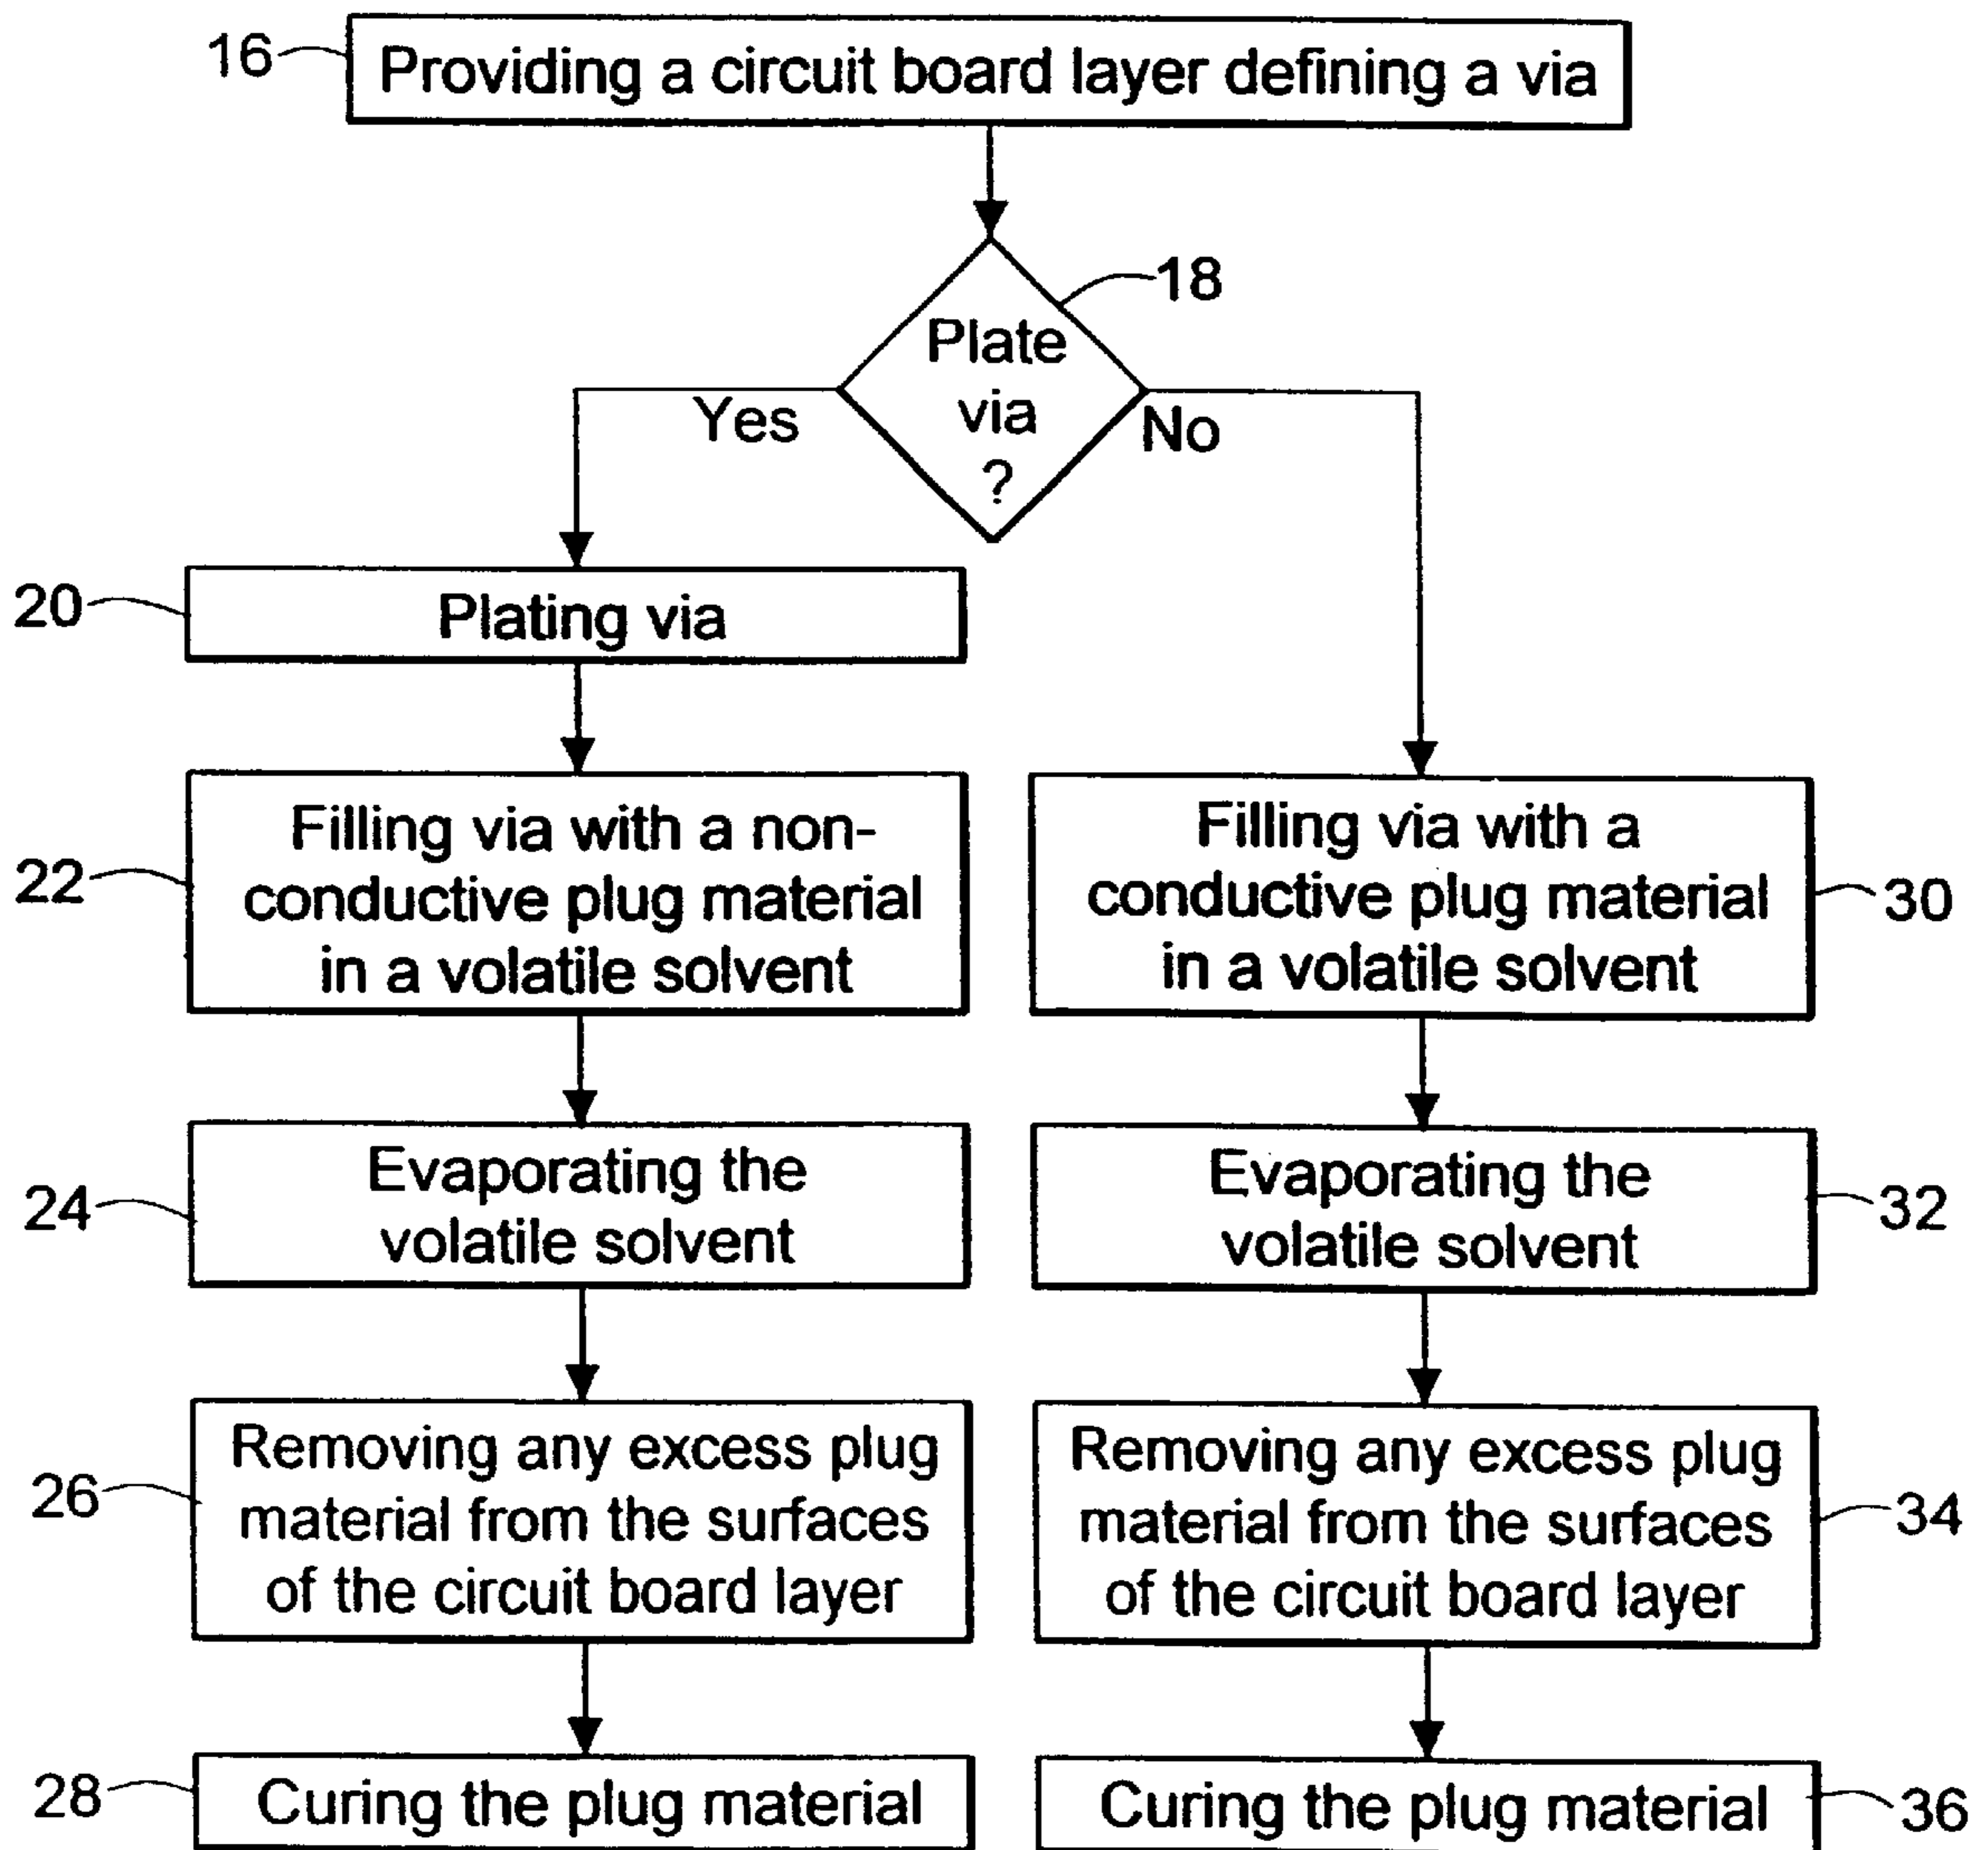 16
Providing a circuit board layer defining a via
18
Plate
via
?
Yes
No
20
Plating via
22
Filling via with a non-
conductive plug material
in a volatile solvent
Filling via with a
conductive plug material
in a volatile solvent
30
24
Evaporating the
volatile solvent
Evaporating the
volatile solvent
32
26
Removing any excess plug
material from the surfaces
of the circuit board layer
Removing any excess plug
material from the surfaces
of the circuit board layer
34
28
Curing the plug material
Curing the plug material
36